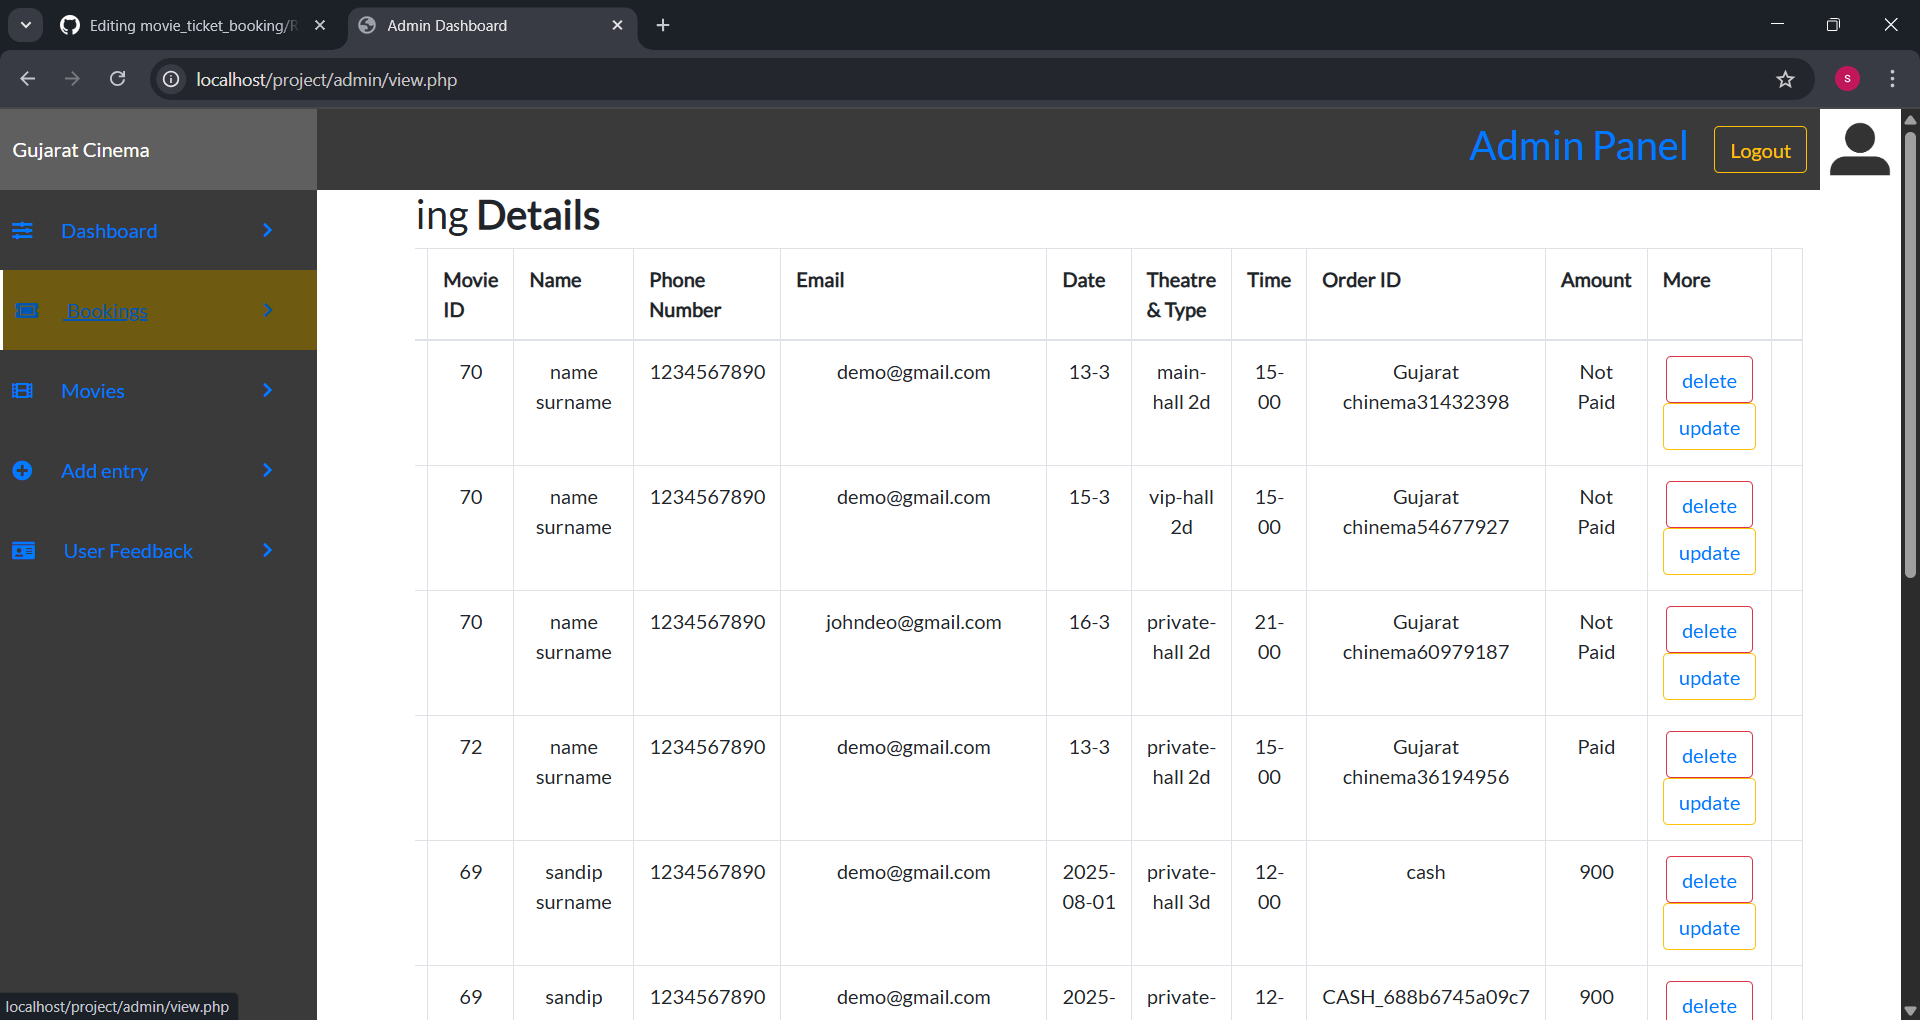 Editing movie_ticket_booking/R
Admin Dashboard
localhost/project/admin/view.php
s
Gujarat Cinema
Admin Panel
Logout
Dashboard
Bookings
Movies
Add entry
User Feedback
ing Details
Movie ID Name Phone Number Email Date Theatre & Type Time Order ID Amount More
70 name surname 1234567890 demo@gmail.com 13-3 main-hall 2d 15-00 Gujarat chinema31432398 Not Paid delete update
70 name surname 1234567890 demo@gmail.com 15-3 vip-hall 2d 15-00 Gujarat chinema54677927 Not Paid delete update
70 name surname 1234567890 johndeo@gmail.com 16-3 private-hall 2d 21-00 Gujarat chinema60979187 Not Paid delete update
72 name surname 1234567890 demo@gmail.com 13-3 private-hall 2d 15-00 Gujarat chinema36194956 Paid delete update
69 sandip surname 1234567890 demo@gmail.com 2025-08-01 private-hall 3d 12-00 cash 900 delete update
69 sandip 1234567890 demo@gmail.com 2025- private- 12- CASH_688b6745a09c7 900 delete
localhost/project/admin/view.php